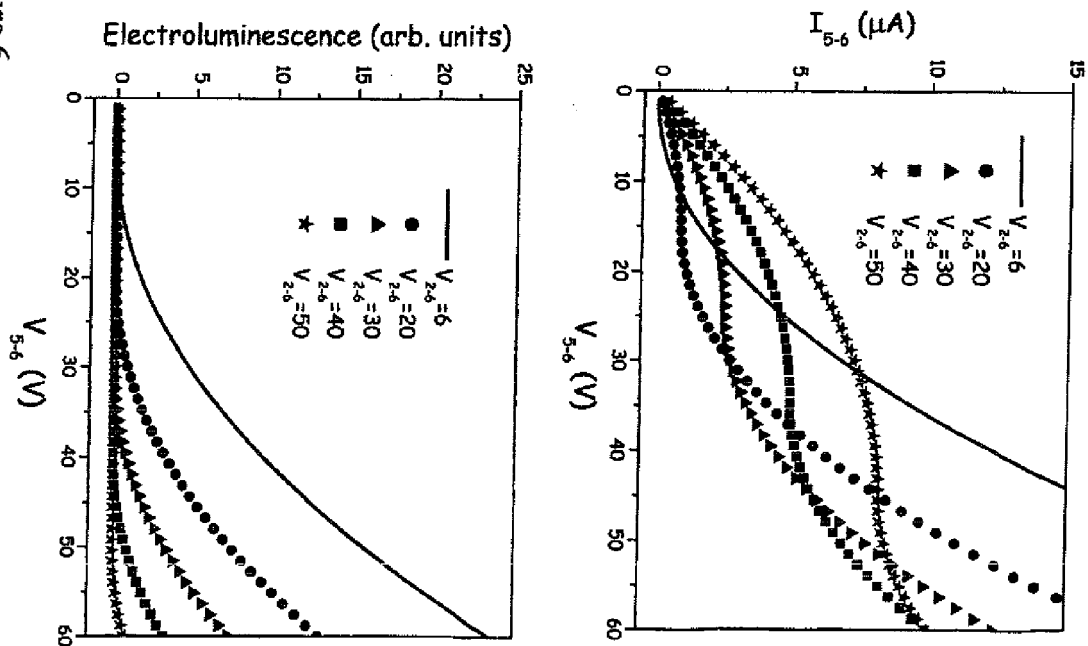 I₅₋₆ (μA)
15
10
5
0
V₂₋₆=6
V₂₋₆=20
V₂₋₆=30
V₂₋₆=40
V₂₋₆=50
0 10 20 30 40 50 60
V₅₋₆ (V)
Electroluminescence (arb. units)
25
20
15
10
5
0
V₂₋₆=6
V₂₋₆=20
V₂₋₆=30
V₂₋₆=40
V₂₋₆=50
0 10 20 30 40 50 60
V₅₋₆ (V)
6